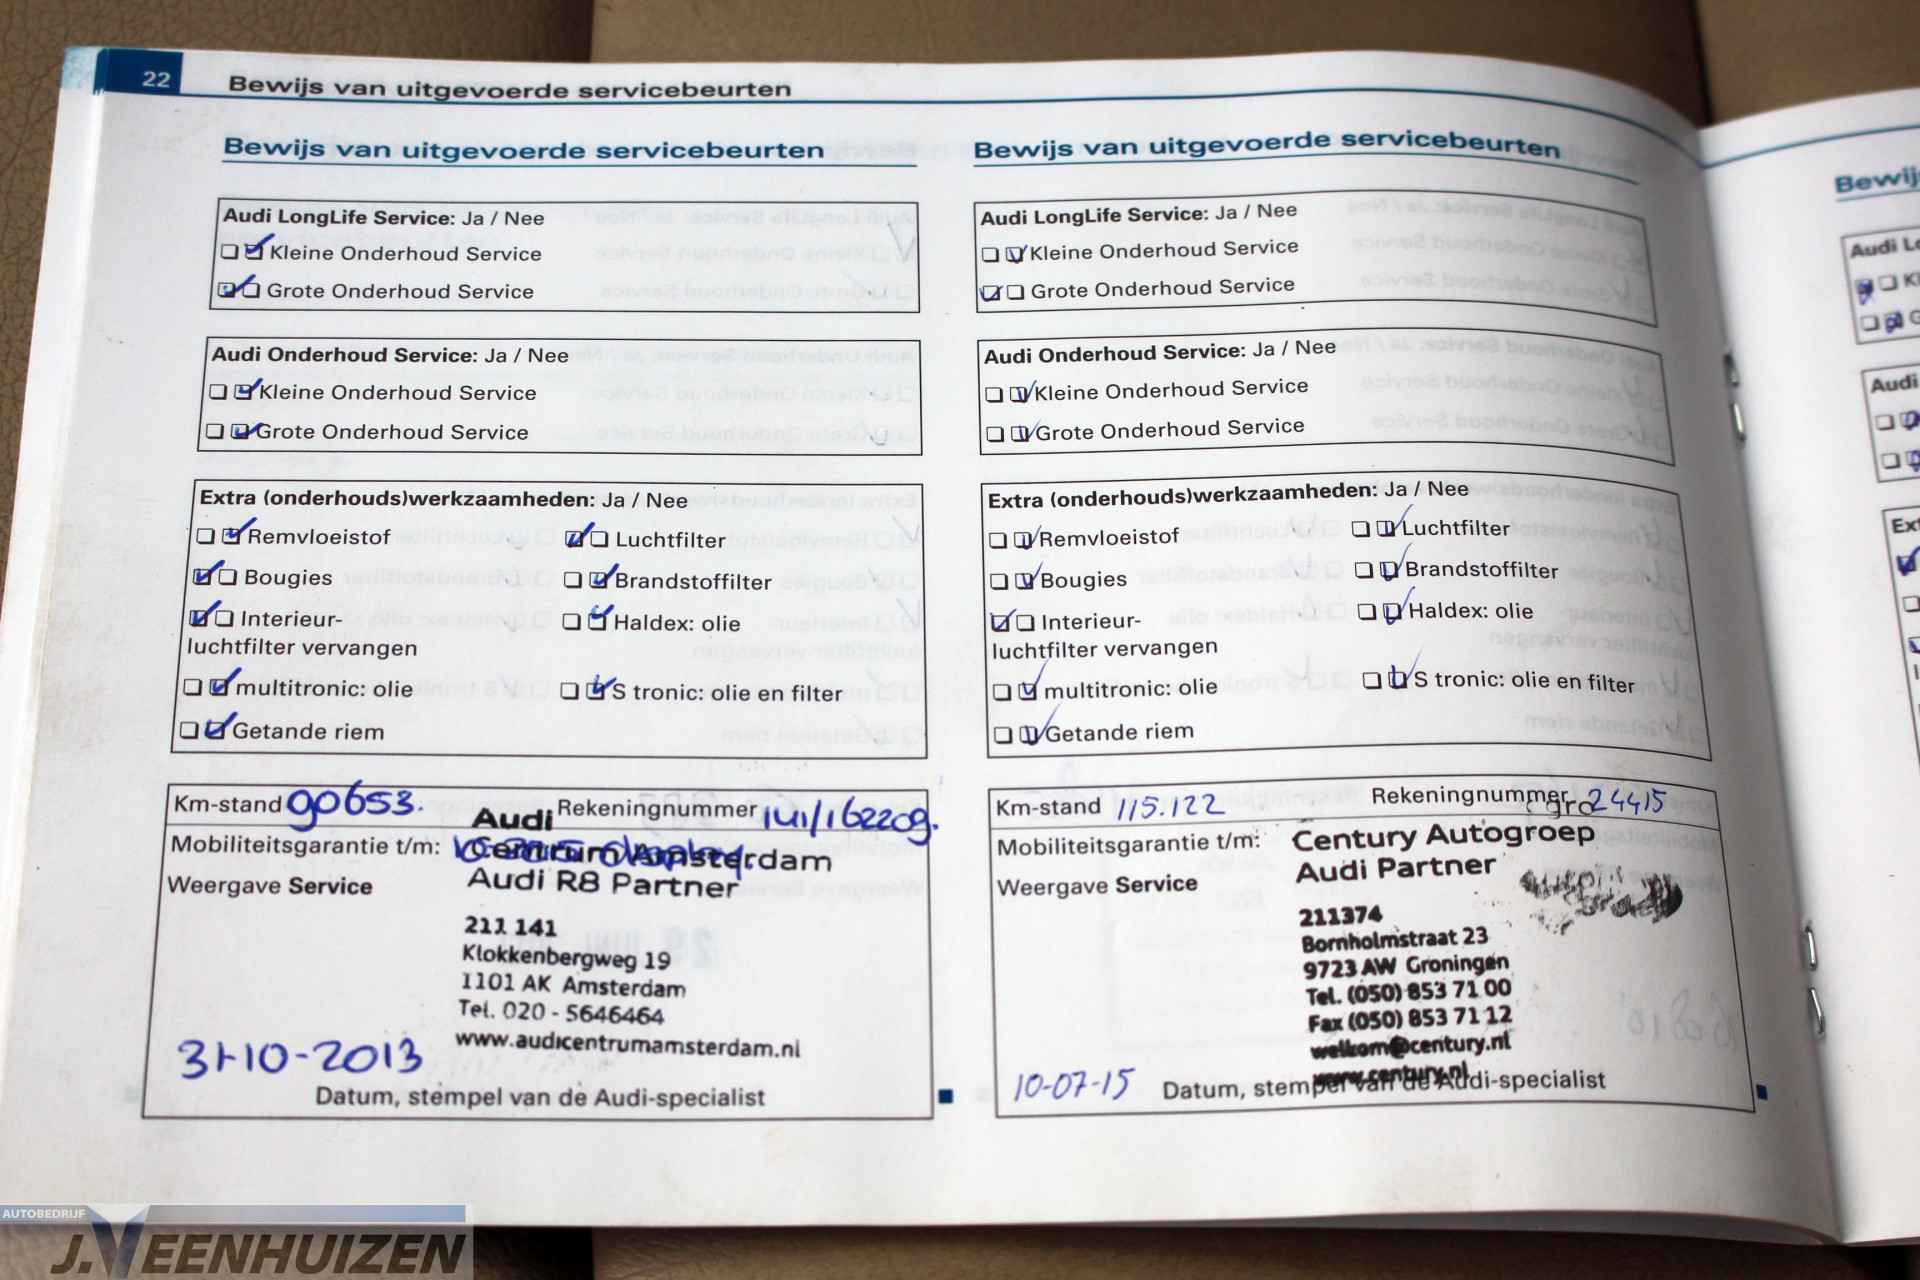 22 Bewijs van uitgevoerde servicebeurten
Bewijs van uitgevoerde servicebeurten
Audi LongLife Service: Ja / Nee
Kleine Onderhoud Service
Grote Onderhoud Service
Audi Onderhoud Service: Ja / Nee
Kleine Onderhoud Service
Grote Onderhoud Service
Extra (onderhouds)werkzaamheden: Ja / Nee
Remvloeistof Luchtfilter
Bougies Brandstoffilter
Interieur- Haldex: olie
luchtfilter vervangen
multitronic: olie S tronic: olie en filter
Getande riem
Km-stand 90653. Rekeningnummer 141/162209.
Mobiliteitsgarantie t/m:
Weergave Service
Audi
Centrum Amsterdam
Audi R8 Partner
211 141
Klokkenbergweg 19
1101 AK Amsterdam
Tel. 020 - 5646464
www.audicentrumamsterdam.nl
31-10-2013
Datum, stempel van de Audi-specialist
Bewijs van uitgevoerde servicebeurten
Audi LongLife Service: Ja / Nee
Kleine Onderhoud Service
Grote Onderhoud Service
Audi Onderhoud Service: Ja / Nee
Kleine Onderhoud Service
Grote Onderhoud Service
Extra (onderhouds)werkzaamheden: Ja / Nee
Remvloeistof Luchtfilter
Bougies Brandstoffilter
Interieur- Haldex: olie
luchtfilter vervangen
multitronic: olie S tronic: olie en filter
Getande riem
Km-stand 115.122 Rekeningnummer 24415
Mobiliteitsgarantie t/m:
Weergave Service
Century Autogroep
Audi Partner
211374
Bornholmstraat 23
9723 AW Groningen
Tel. (050) 853 71 00
Fax (050) 853 71 12
welkom@century.nl
www.century.nl
10-07-15 Datum, stempel van de Audi-specialist
Audi
AUTOBEDRIJF
J.VEENHUIZEN